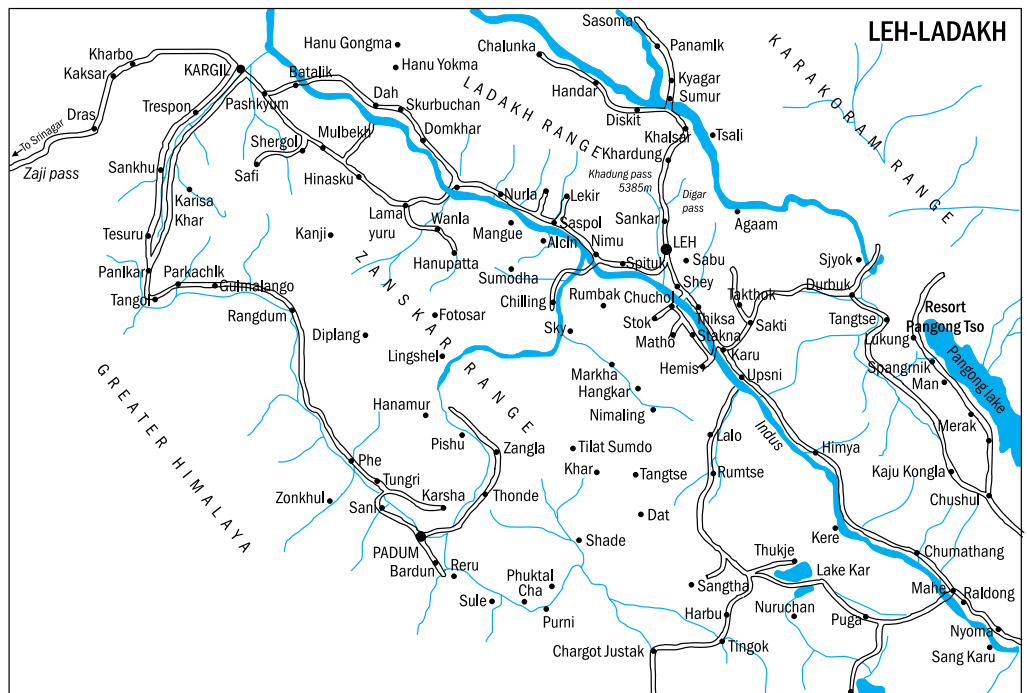 LEH-LADAKH
Sasoma
Hanu Gongma
Chalunka
Panamlk
Kharbo
Kaksar
KARGIL
Batalik
Hanu Yokma
Kyagar
Handar
Sumur
KARAKORAM RANGE
Trespon
Pashkyum
Dah
Skurbuchan
LADAKH RANGE
Diskit
Dras
To Srinagar
Zaji pass
Shergol
Mulbekh
Domkhar
Khalsar
Tsali
Sankhu
Safi
Hinasku
Khardung
Khadung pass
5385m
Karisa
Khar
Nurla
Lekir
Digar
pass
Lama
yuru
Wanla
Mangue
Saspol
Sankar
Agaam
Tesuru
Kanji
Alcin
Nimu
LEH
Hanupatta
Sumodha
Spituk
Sabu
Sjyok
Panlkar
Parkachlk
Gulmalango
ZANSKAR RANGE
Shey
Durbuk
Tangol
Rangdum
Chilling
Rumbak
Chuchol
Takthok
Resort
Pangong Tso
Fotosar
Sky
Stok
Thiksa
Sakti
Tangtse
Diplang
Matho
Stakna
Lukung
Lingshel
Karu
Pangong lake
Markha
Hemis
Upsni
Spangrnik
Man
GREATER HIMALAYA
Hangkar
Hanamur
Nimaling
Merak
Pishu
Zangla
Tilat Sumdo
Lalo
Indus
Himya
Phe
Khar
Tangtse
Rumtse
Kaju Kongla
Tungri
Zonkhul
Sani
Karsha
Thonde
Chushul
Dat
PADUM
Shade
Kere
Bardun
Reru
Thukje
Chumathang
Phuktal
Cha
Sangtha
Lake Kar
Mahe
Raldong
Sule
Purni
Harbu
Nuruchan
Puga
Nyoma
Chargot Justak
Tingok
Sang Karu